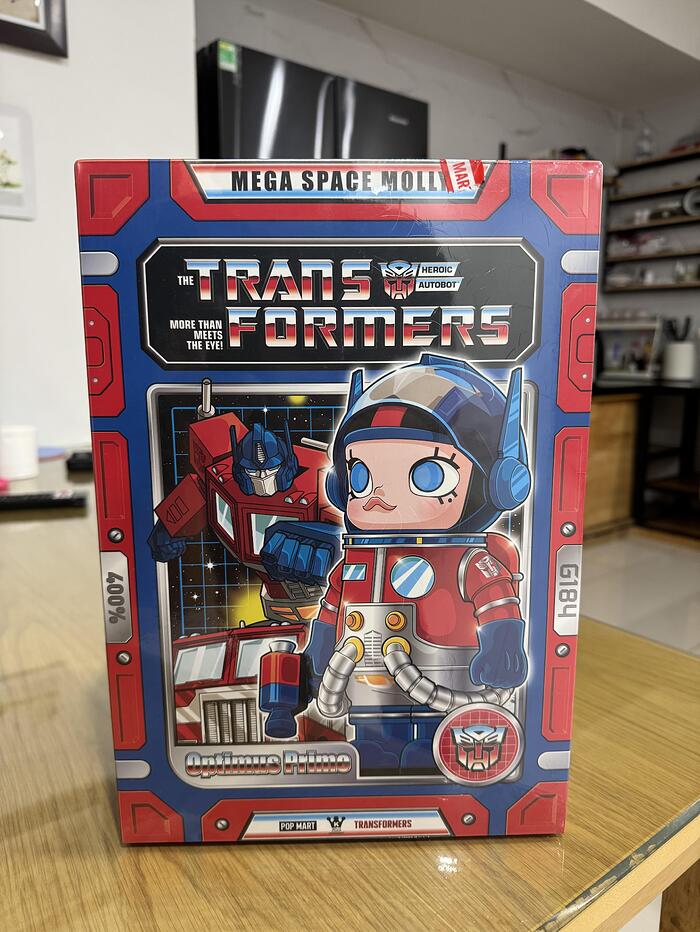 MEGA SPACE MOLLY
MAR
THE TRANS
HEROIC
AUTOBOT
MORE THAN
MEETS
THE EYE!
FORMERS
400%
G184
Optimus Prime
POP MART
TRANSFORMERS